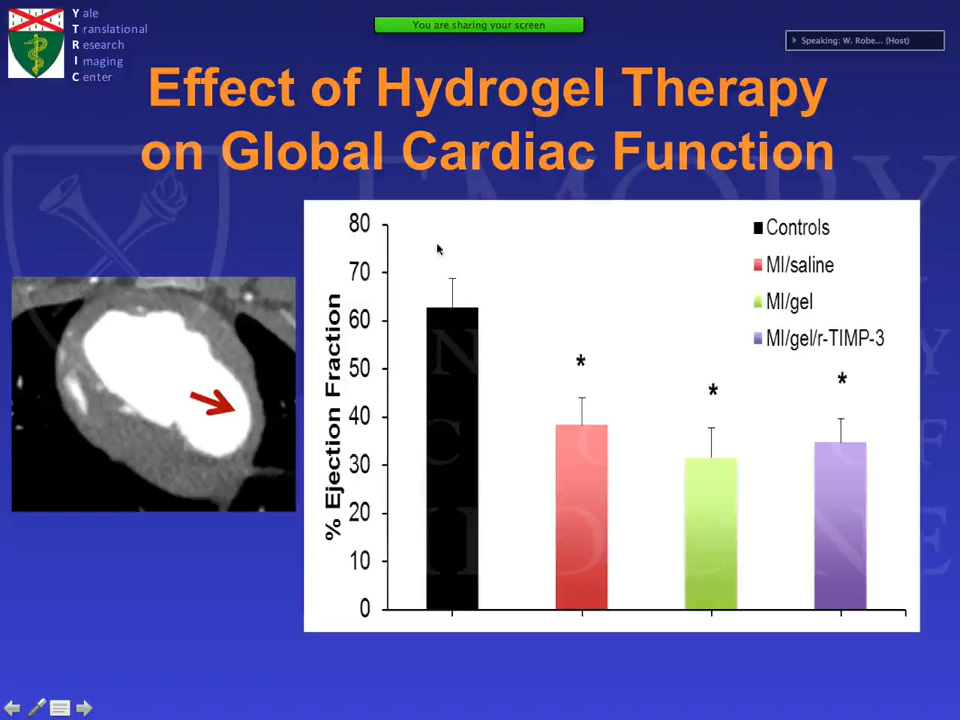 Yale
Translational
Research
Imaging
Center
You are sharing your screen
Speaking: W. Robe... (Host)
Effect of Hydrogel Therapy
on Global Cardiac Function
EMORY
% Ejection Fraction
80
70
60
50
40
30
20
10
0
Controls
MI/saline
MI/gel
MI/gel/r-TIMP-3
*
*
*